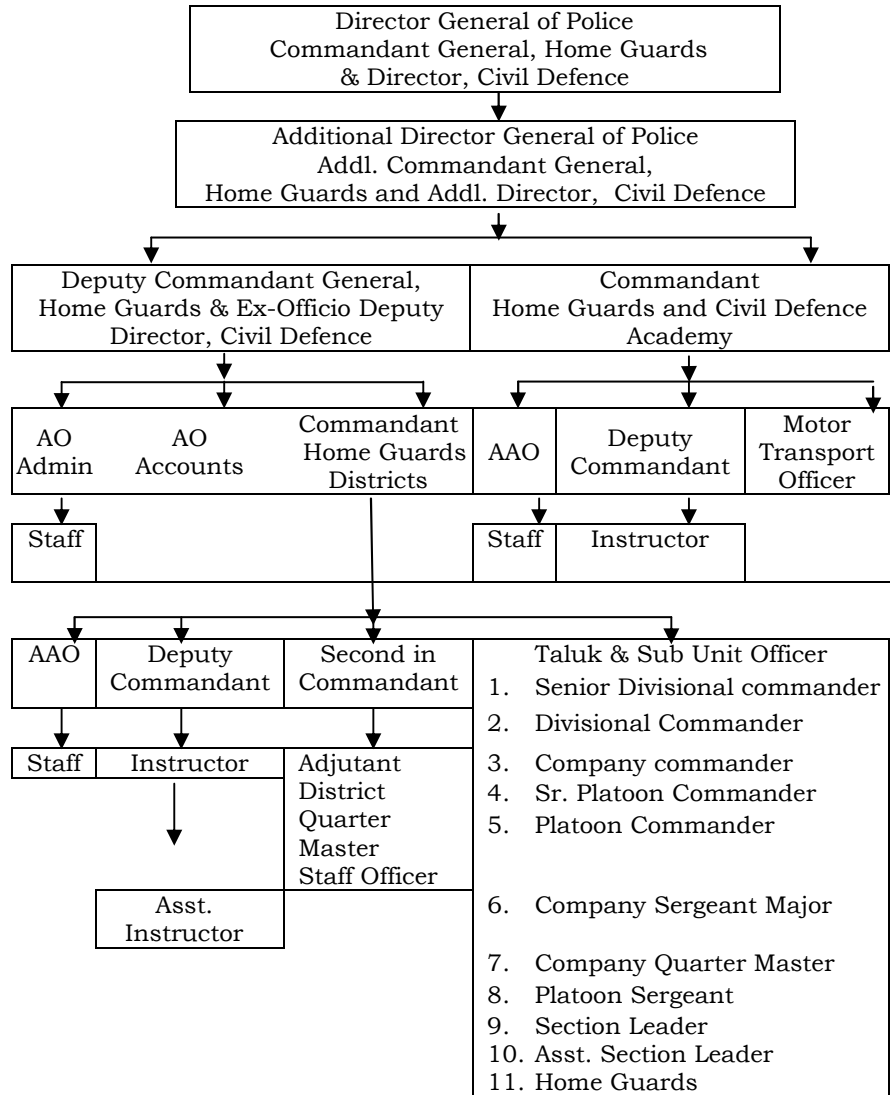 Director General of Police
Commandant General, Home Guards
& Director, Civil Defence
Additional Director General of Police
Addl. Commandant General,
Home Guards and Addl. Director, Civil Defence
Deputy Commandant General,
Home Guards & Ex-Officio Deputy
Director, Civil Defence
Commandant
Home Guards and Civil Defence
Academy
AO
Admin
AO
Accounts
Commandant
Home Guards
Districts
AAO
Deputy
Commandant
Motor
Transport
Officer
Staff
Staff
Instructor
AAO
Deputy
Commandant
Second in
Commandant
Staff
Instructor
Adjutant
District
Quarter
Master
Staff Officer
Asst.
Instructor
Taluk & Sub Unit Officer
1. Senior Divisional commander
2. Divisional Commander
3. Company commander
4. Sr. Platoon Commander
5. Platoon Commander
6. Company Sergeant Major
7. Company Quarter Master
8. Platoon Sergeant
9. Section Leader
10. Asst. Section Leader
11. Home Guards